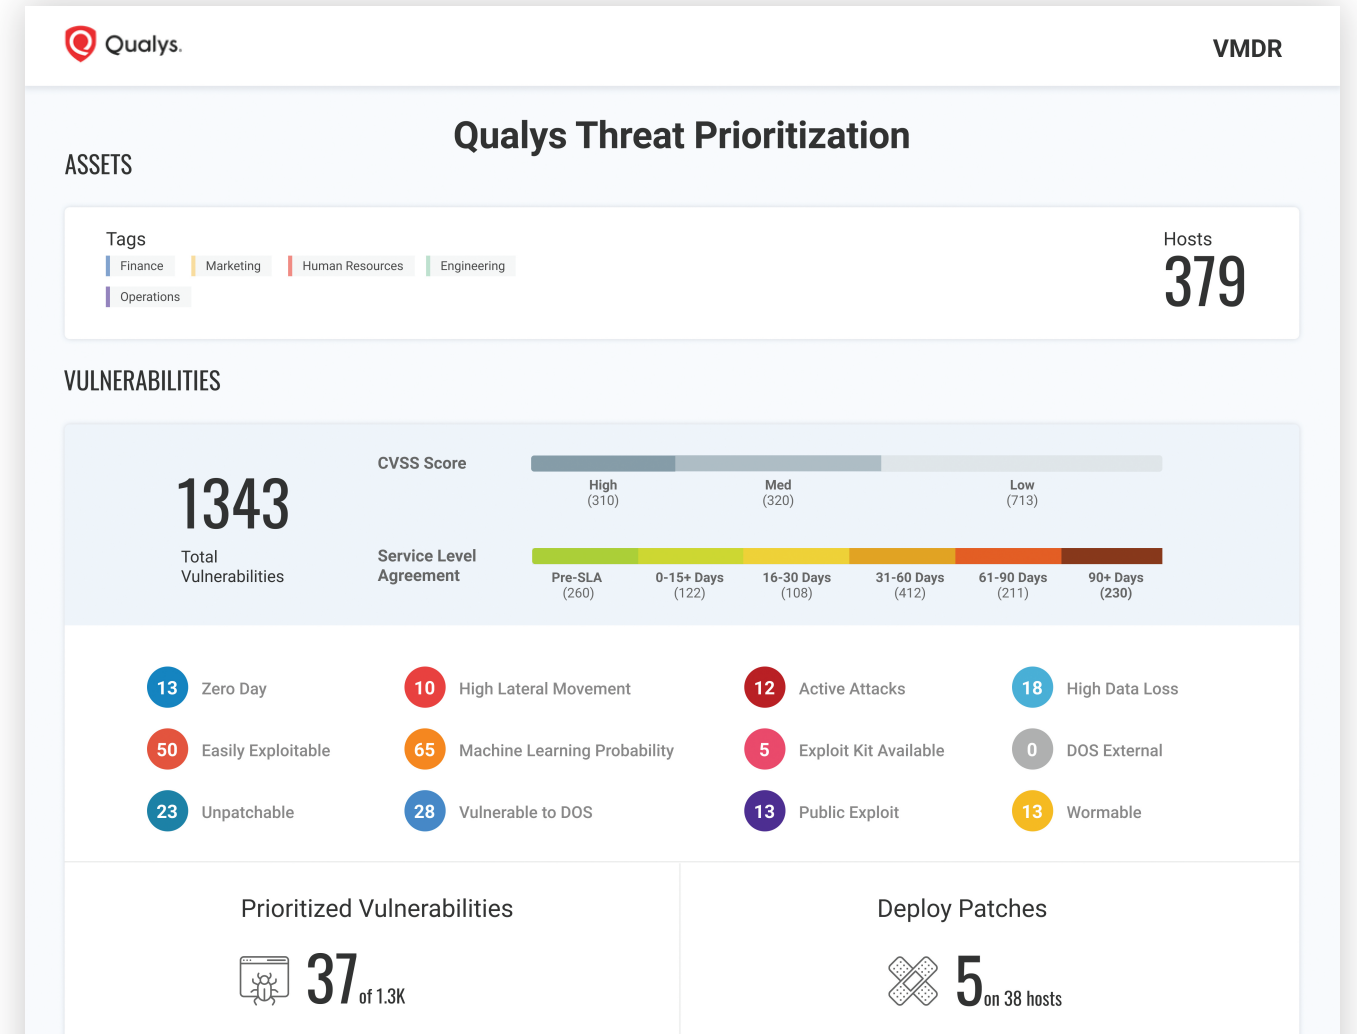 Qualys.
VMDR
Qualys Threat Prioritization
ASSETS
Tags
Hosts
Finance Marketing Human Resources Engineering
379
Operations
VULNERABILITIES
1343
Total
Vulnerabilities
CVSS Score
High Med Low
(310) (320) (713)
Service Level
Agreement
Pre-SLA 0-15+ Days 16-30 Days 31-60 Days 61-90 Days 90+ Days
(260) (122) (108) (412) (211) (230)
13 Zero Day 10 High Lateral Movement 12 Active Attacks 18 High Data Loss
50 Easily Exploitable 65 Machine Learning Probability 5 Exploit Kit Available 0 DOS External
23 Unpatchable 28 Vulnerable to DOS 13 Public Exploit 13 Wormable
Prioritized Vulnerabilities
37 of 1.3K
Deploy Patches
5 on 38 hosts